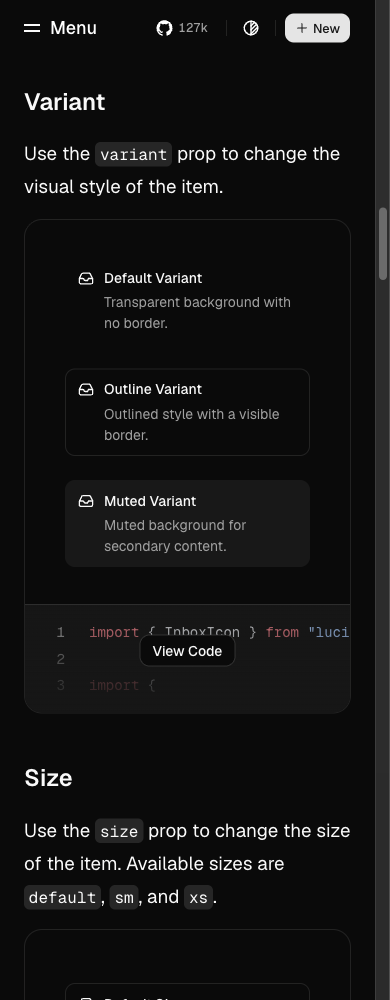 Menu 127k + New
Variant
Use the variant prop to change the
visual style of the item.
Default Variant
Transparent background with
no border.
Outline Variant
Outlined style with a visible
border.
Muted Variant
Muted background for
secondary content.
1 import { InboxIcon } from "luci
2
View Code
3 import {
Size
Use the size prop to change the size
of the item. Available sizes are
default, sm, and xs.